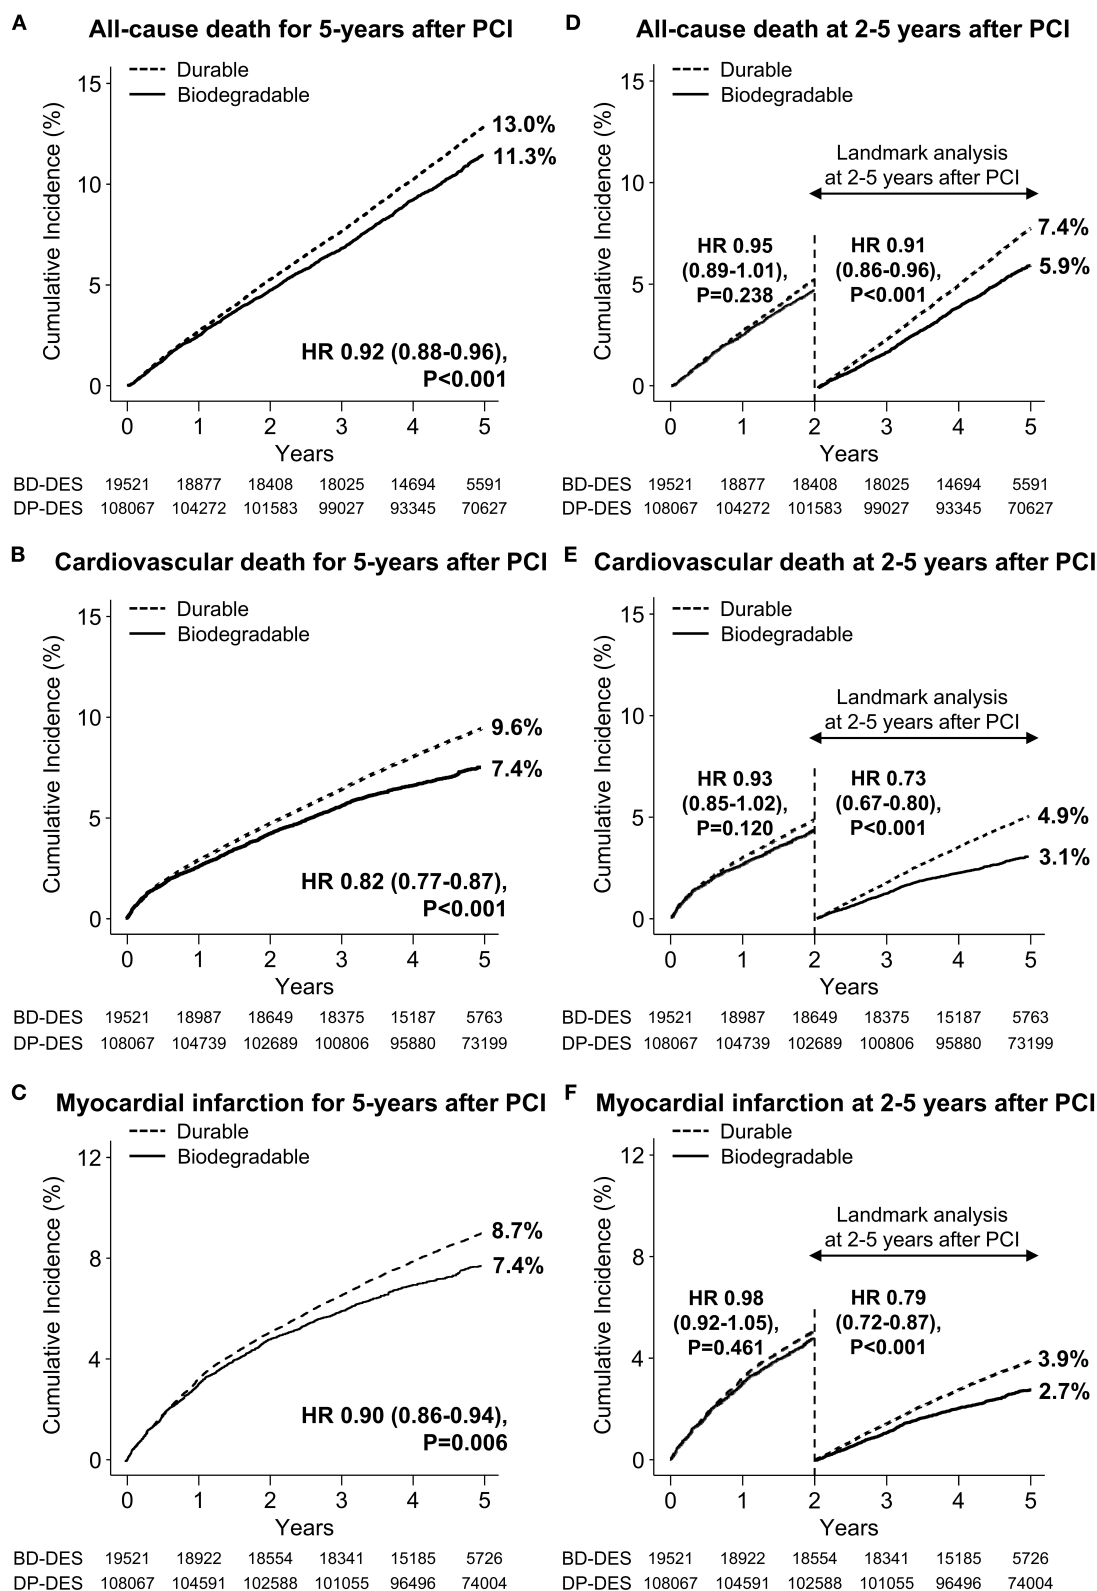 A All-cause death for 5-years after PCI
Durable
Biodegradable
Cumulative Incidence (%)
15
10
5
0
13.0%
11.3%
HR 0.92 (0.88-0.96),
P<0.001
0 1 2 3 4 5
Years
BD-DES 19521 18877 18408 18025 14694 5591
DP-DES 108067 104272 101583 99027 93345 70627
D All-cause death at 2-5 years after PCI
Durable
Biodegradable
Cumulative Incidence (%)
15
10
5
0
Landmark analysis
at 2-5 years after PCI
HR 0.95
(0.89-1.01),
P=0.238
HR 0.91
(0.86-0.96),
P<0.001
7.4%
5.9%
0 1 2 3 4 5
Years
BD-DES 19521 18877 18408 18025 14694 5591
DP-DES 108067 104272 101583 99027 93345 70627
B Cardiovascular death for 5-years after PCI
Durable
Biodegradable
Cumulative Incidence (%)
15
10
5
0
9.6%
7.4%
HR 0.82 (0.77-0.87),
P<0.001
0 1 2 3 4 5
Years
BD-DES 19521 18987 18649 18375 15187 5763
DP-DES 108067 104739 102689 100806 95880 73199
E Cardiovascular death at 2-5 years after PCI
Durable
Biodegradable
Cumulative Incidence (%)
15
10
5
0
Landmark analysis
at 2-5 years after PCI
HR 0.93
(0.85-1.02),
P=0.120
HR 0.73
(0.67-0.80),
P<0.001
4.9%
3.1%
0 1 2 3 4 5
Years
BD-DES 19521 18987 18649 18375 15187 5763
DP-DES 108067 104739 102689 100806 95880 73199
C Myocardial infarction for 5-years after PCI
Durable
Biodegradable
Cumulative Incidence (%)
12
8
4
0
8.7%
7.4%
HR 0.90 (0.86-0.94),
P=0.006
0 1 2 3 4 5
Years
BD-DES 19521 18922 18554 18341 15185 5726
DP-DES 108067 104591 102588 101055 96496 74004
F Myocardial infarction at 2-5 years after PCI
Durable
Biodegradable
Cumulative Incidence (%)
12
8
4
0
Landmark analysis
at 2-5 years after PCI
HR 0.98
(0.92-1.05),
P=0.461
HR 0.79
(0.72-0.87),
P<0.001
3.9%
2.7%
0 1 2 3 4 5
Years
BD-DES 19521 18922 18554 18341 15185 5726
DP-DES 108067 104591 102588 101055 96496 74004